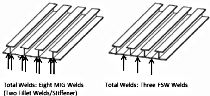 Total Welds: Eight MIG Welds
(Two Fillet Welds/Stiffener)
Total Welds: Three FSW Welds